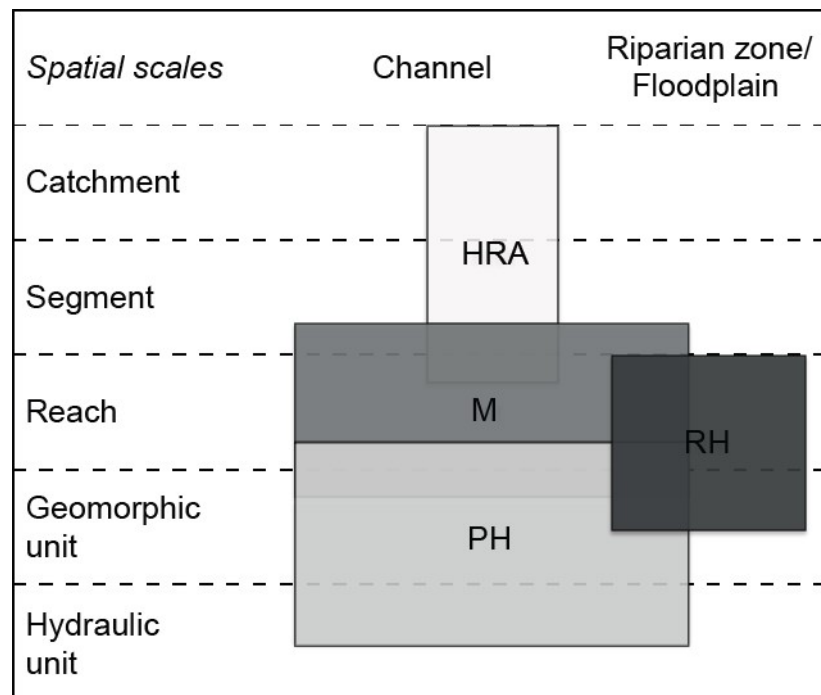 Spatial scales
Channel
Riparian zone/
Floodplain
Catchment
HRA
Segment
Reach
M
RH
Geomorphic
unit
PH
Hydraulic
unit